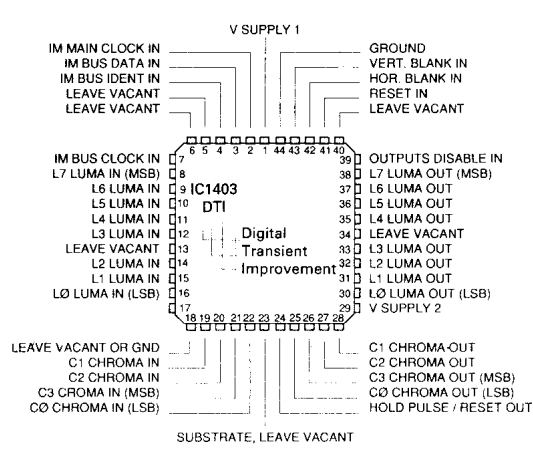 V SUPPLY 1
IM MAIN CLOCK IN
GROUND
IM BUS DATA IN
VERT. BLANK IN
IM BUS IDENT IN
HOR. BLANK IN
LEAVE VACANT
RESET IN
LEAVE VACANT
LEAVE VACANT
6 5 4 3 2 1 44 43 42 41 40
IM BUS CLOCK IN 7
39 OUTPUTS DISABLE IN
L7 LUMA IN (MSB) 8
38 L7 LUMA OUT (MSB)
L6 LUMA IN 9 IC1403
37 L6 LUMA OUT
L5 LUMA IN 10 DTI
36 L5 LUMA OUT
L4 LUMA IN 11
35 L4 LUMA OUT
L3 LUMA IN 12 Digital
34 LEAVE VACANT
LEAVE VACANT 13 Transient
33 L3 LUMA OUT
L2 LUMA IN 14 Improvement
32 L2 LUMA OUT
L1 LUMA IN 15
31 L1 LUMA OUT
LØ LUMA IN (LSB) 16
30 LØ LUMA OUT (LSB)
17
29 V SUPPLY 2
18 19 20 21 22 23 24 25 26 27 28
LEAVE VACANT OR GND
C1 CHROMA OUT
C1 CHROMA IN
C2 CHROMA OUT
C2 CHROMA IN
C3 CHROMA OUT (MSB)
C3 CROMA IN (MSB)
CØ CHROMA OUT (LSB)
CØ CHROMA IN (LSB)
HOLD PULSE / RESET OUT
SUBSTRATE, LEAVE VACANT